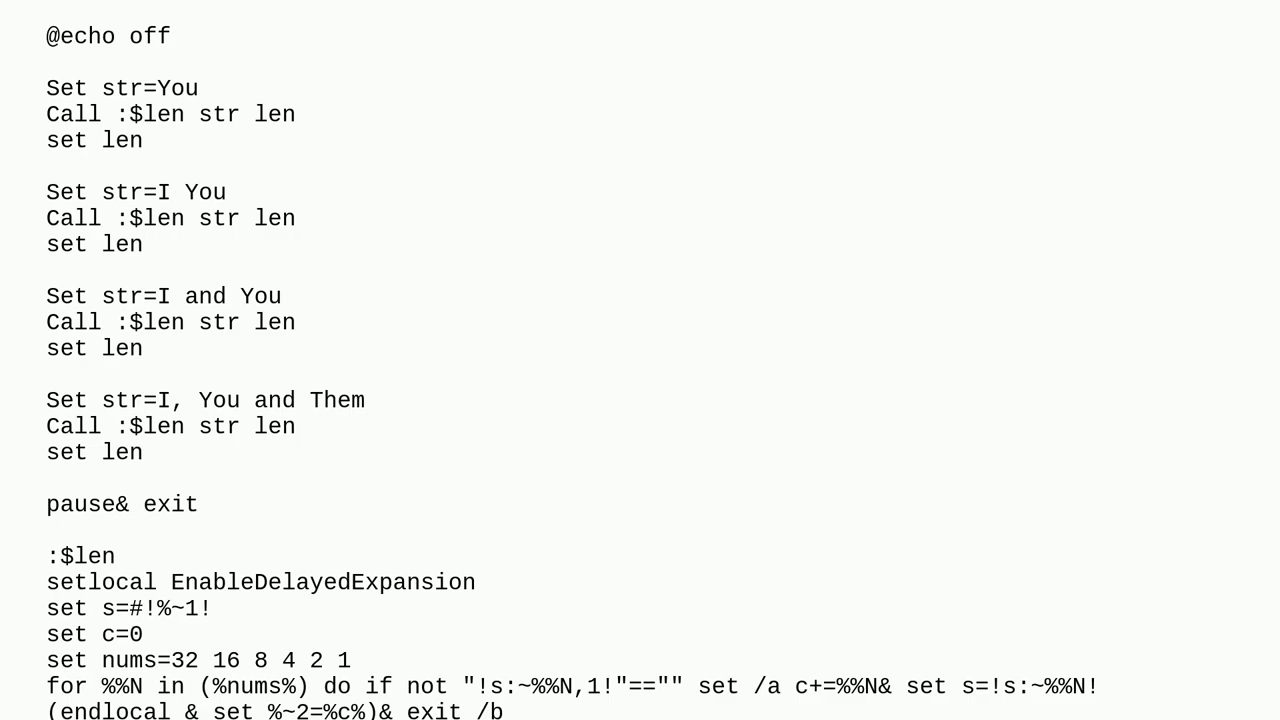 @echo off
Set str=You
Call :$len str len
set len
Set str=I You
Call :$len str len
set len
Set str=I and You
Call :$len str len
set len
Set str=I, You and Them
Call :$len str len
set len
pause& exit
:$len
setlocal EnableDelayedExpansion
set s=#!%~1!
set c=0
set nums=32 16 8 4 2 1
for %%N in (%nums%) do if not "!s:~%%N,1!"=="" set /a c+=%%N& set s=!s:~%%N!
(endlocal & set %~2=%c%)& exit /b